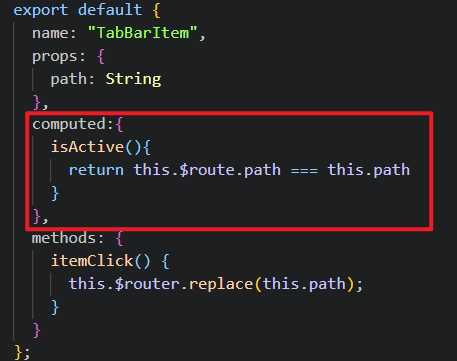 export default {
name: "TabBarItem",
props: {
path: String
},
computed:{
isActive(){
return this.$route.path === this.path
}
},
methods: {
itemClick() {
this.$router.replace(this.path);
}
}
};